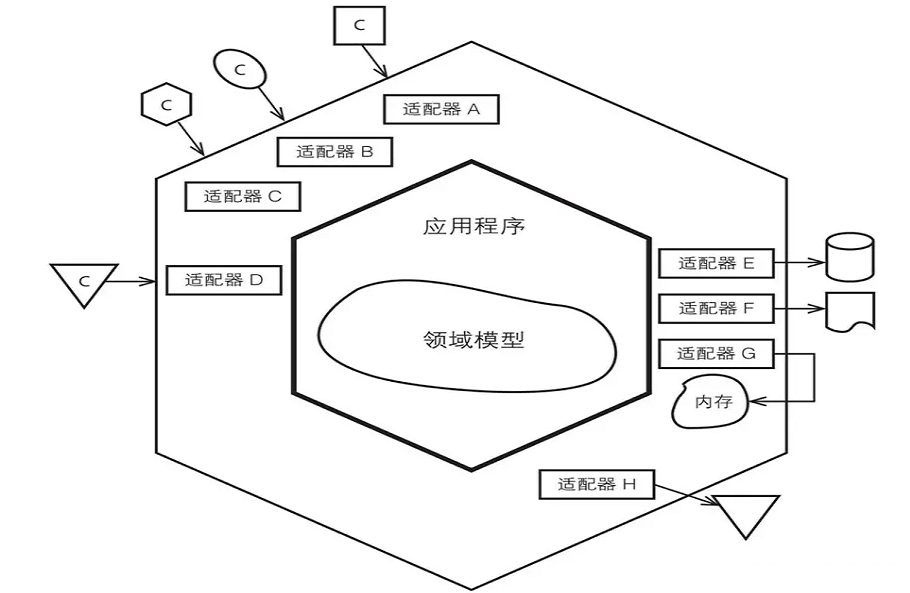 C
C
C
适配器 A
适配器 B
适配器 C
应用程序
适配器 E
C
适配器 D
适配器 F
领域模型
适配器 G
内存
适配器 H